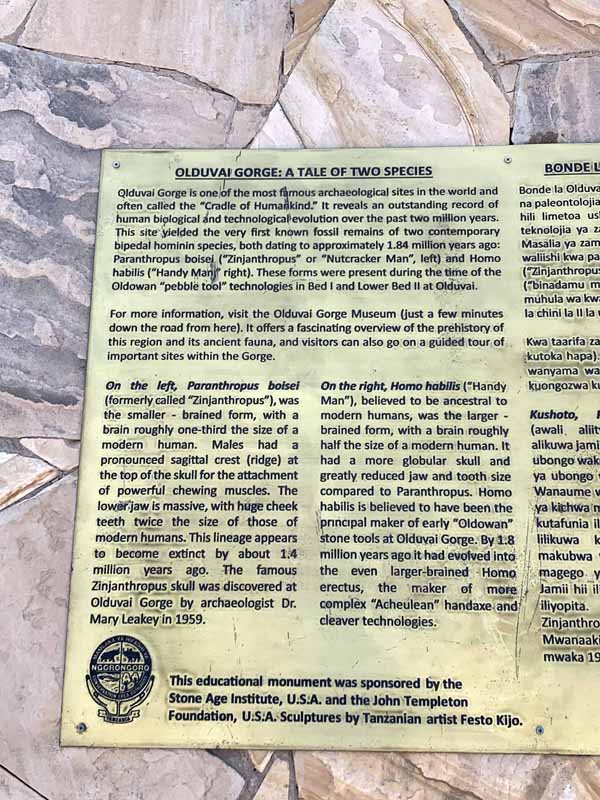 OLDUVAI GORGE: A TALE OF TWO SPECIES
Olduvai Gorge is one of the most famous archaeological sites in the world and
often called the "Cradle of Humankind." It reveals an outstanding record of
human biological and technological evolution over the past two million years.
This site yielded the very first known fossil remains of two contemporary
bipedal hominin species, both dating to approximately 1.84 million years ago:
Paranthropus boisei ("Zinjanthropus" or "Nutcracker Man", left) and Homo
habilis ("Handy Man", right). These forms were present during the time of the
Oldowan "pebble tool" technologies in Bed I and Lower Bed II at Olduvai.
For more information, visit the Olduvai Gorge Museum (just a few minutes
down the road from here). It offers a fascinating overview of the prehistory of
this region and its ancient fauna, and visitors can also go on a guided tour of
important sites within the Gorge.
On the left, Paranthropus boisei
(formerly called "Zinjanthropus"), was
the smaller - brained form, with a
brain roughly one-third the size of a
modern human. Males had a
pronounced sagittal crest (ridge) at
the top of the skull for the attachment
of powerful chewing muscles. The
lower jaw is massive, with huge cheek
teeth twice the size of those of
modern humans. This lineage appears
to become extinct by about 1.4
million years ago. The famous
Zinjanthropus skull was discovered at
Olduvai Gorge by archaeologist Dr.
Mary Leakey in 1959.
On the right, Homo habilis ("Handy
Man"), believed to be ancestral to
modern humans, was the larger -
brained form, with a brain roughly
half the size of a modern human. It
had a more globular skull and
greatly reduced jaw and tooth size
compared to Paranthropus. Homo
habilis is believed to have been the
principal maker of early "Oldowan"
stone tools at Olduvai Gorge. By 1.8
million years ago it had evolved into
the even larger-brained Homo
erectus, the maker of more
complex "Acheulean" handaxe and
cleaver technologies.
NGORONGORO
TANZANIA
This educational monument was sponsored by the
Stone Age Institute, U.S.A. and the John Templeton
Foundation, U.S.A. Sculptures by Tanzanian artist Festo Kijo.
BONDE L
Bonde la Olduva
na paleontolojia
hili limetoa us
teknolojia ya z
Masalia ya zam
waliishi kwa pa
("Zinjanthropus
("binadamu m
muhula wa kwa
la chini la II la
Kwa taarifa za
kutoka hapa).
wanyama wa
kuongozwa ku
Kushoto,
(awali, aliit
alikuwa jami
ubongo wake
ya ubongo
Wanaume w
ya kichwa m
kutafunia il
lilikuwa k
makubwa
magego y
Jamii hii il
iliyopita.
Zinjanthro
Mwanaaki
mwaka 19